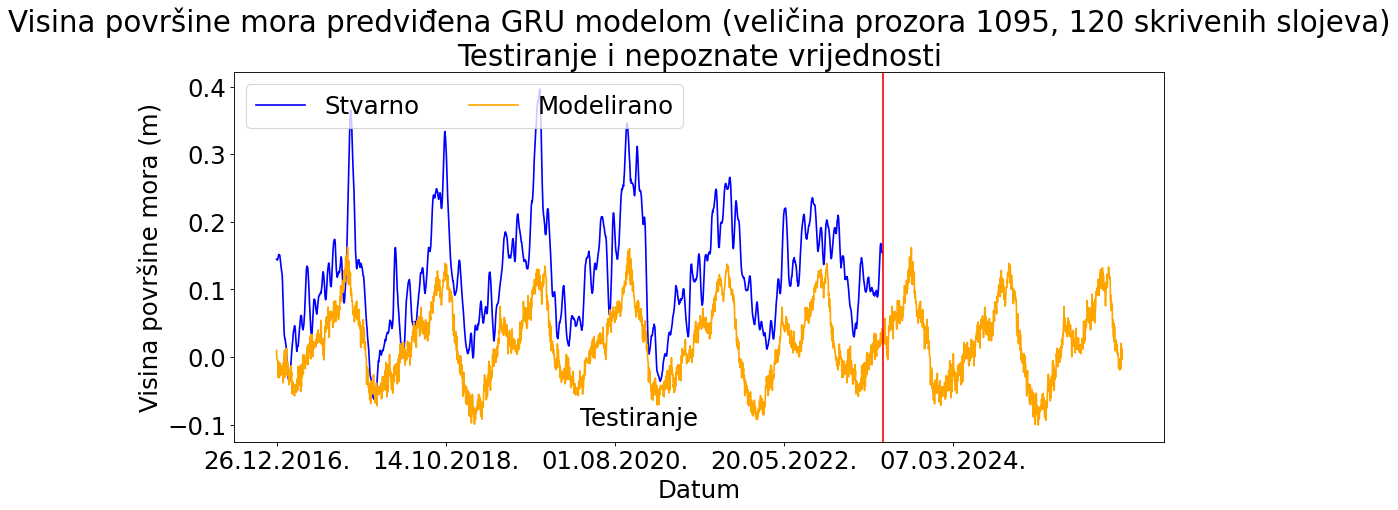 Visina površine mora predviđena GRU modelom (veličina prozora 1095, 120 skrivenih slojeva)
Testiranje i nepoznate vrijednosti
Stvarno
Modelirano
Visina površine mora (m)
0.4
0.3
0.2
0.1
0.0
−0.1
Testiranje
26.12.2016.
14.10.2018.
01.08.2020.
20.05.2022.
07.03.2024.
Datum